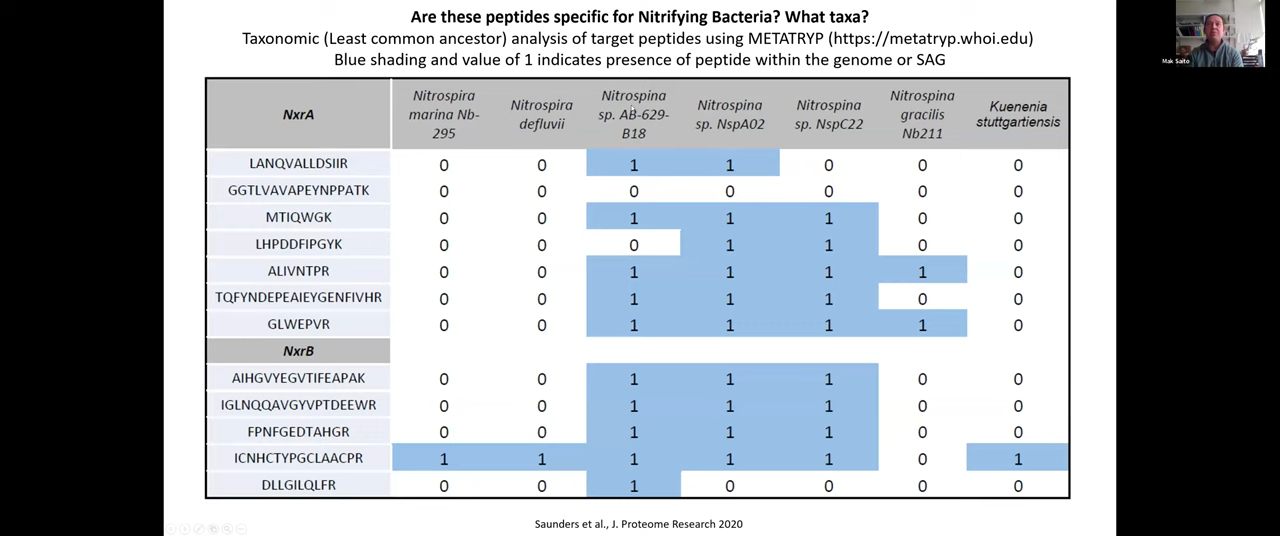 Are these peptides specific for Nitrifying Bacteria? What taxa?
Taxonomic (Least common ancestor) analysis of target peptides using METATRYP (https://metatryp.whoi.edu)
Blue shading and value of 1 indicates presence of peptide within the genome or SAG
Mak Saito
NxrA Nitrospira marina Nb-295 Nitrospira defluvii Nitrospina sp. AB-629-B18 Nitrospina sp. NspA02 Nitrospina sp. NspC22 Nitrospina gracilis Nb211 Kuenenia stuttgartiensis
LANQVALLDSIIR 0 0 1 1 0 0 0
GGTLVAVAPEYNPPATK 0 0 0 0 0 0 0
MTIQWGK 0 0 1 1 1 0 0
LHPDDFIPGYK 0 0 0 1 1 0 0
ALIVNTPR 0 0 1 1 1 1 0
TQFYNDEPEAIEYGENFIVHR 0 0 1 1 1 0 0
GLWEPVR 0 0 1 1 1 1 0
NxrB
AIHGVYEGVTIFEAPAK 0 0 1 1 1 0 0
IGLNQQAVGYVPTDEEWR 0 0 1 1 1 0 0
FPNFGEDTAHGR 0 0 1 1 1 0 0
ICNHCTYPGCLAACPR 1 1 1 1 1 0 1
DLLGILQLFR 0 0 1 0 0 0 0
Saunders et al., J. Proteome Research 2020